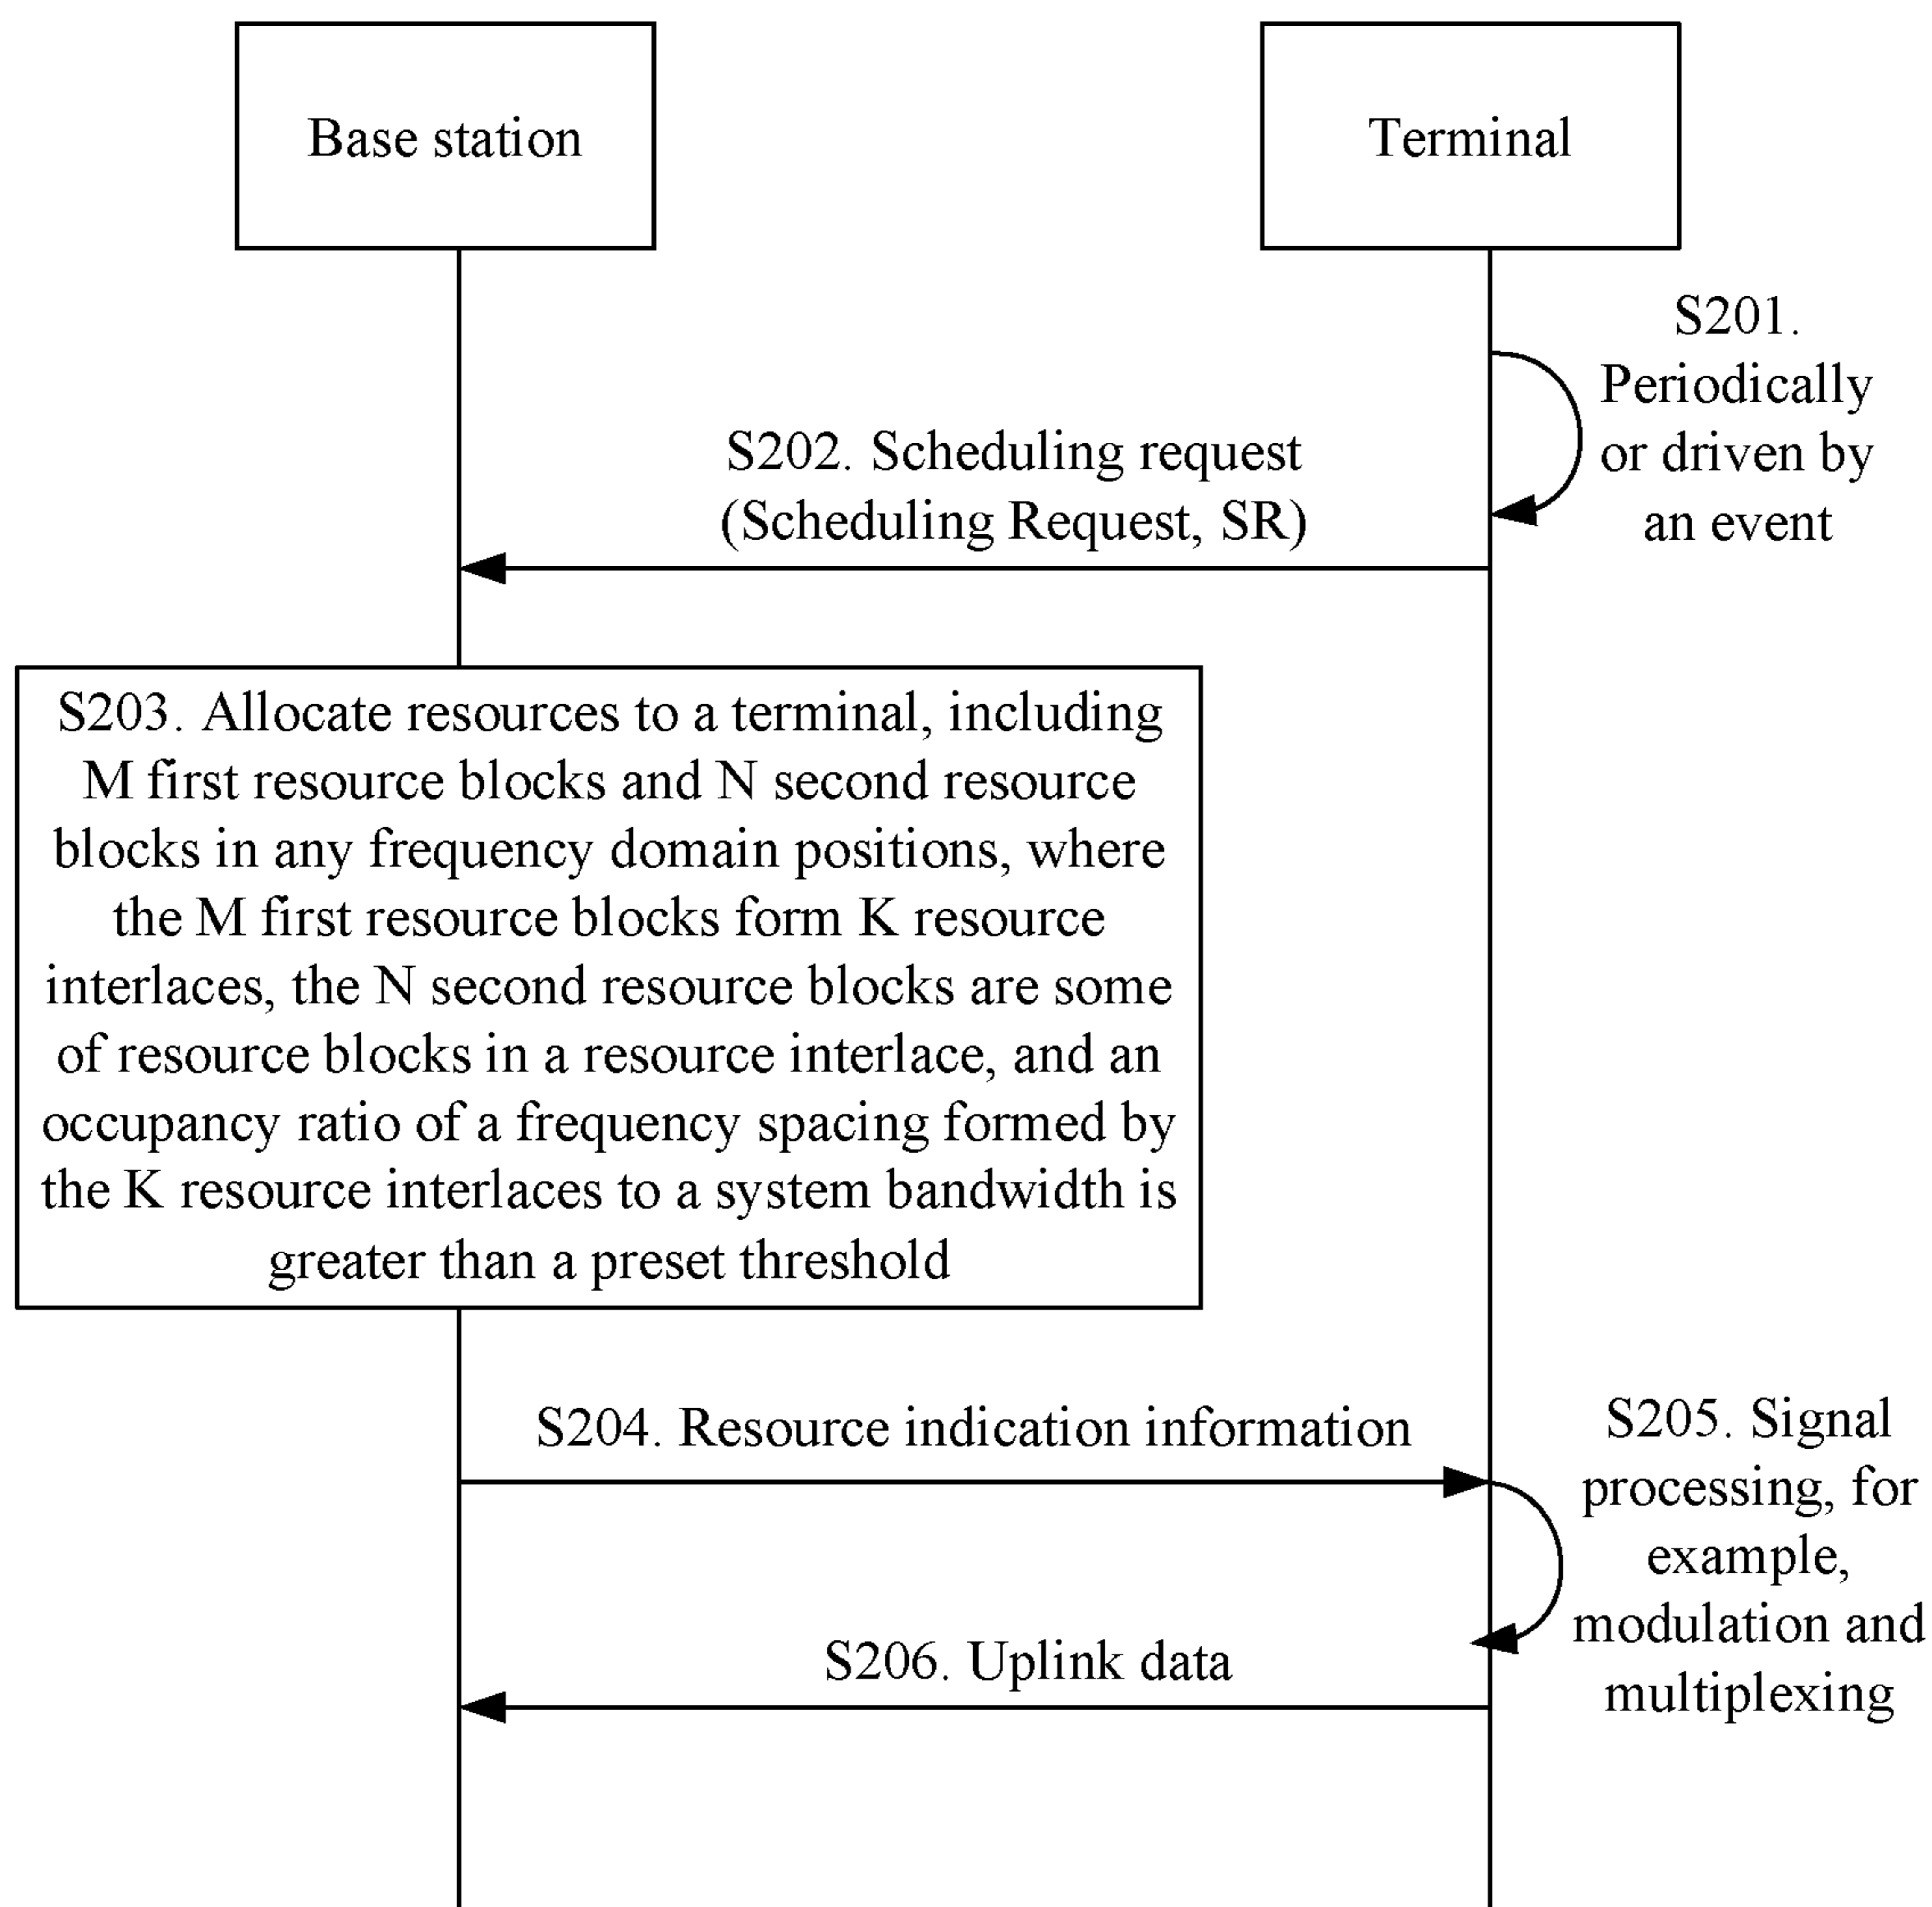 Base station
Terminal
S201.
Periodically
or driven by
an event
S202. Scheduling request
(Scheduling Request, SR)
S203. Allocate resources to a terminal, including
M first resource blocks and N second resource
blocks in any frequency domain positions, where
the M first resource blocks form K resource
interlaces, the N second resource blocks are some
of resource blocks in a resource interlace, and an
occupancy ratio of a frequency spacing formed by
the K resource interlaces to a system bandwidth is
greater than a preset threshold
S204. Resource indication information
S205. Signal
processing, for
example,
modulation and
multiplexing
S206. Uplink data